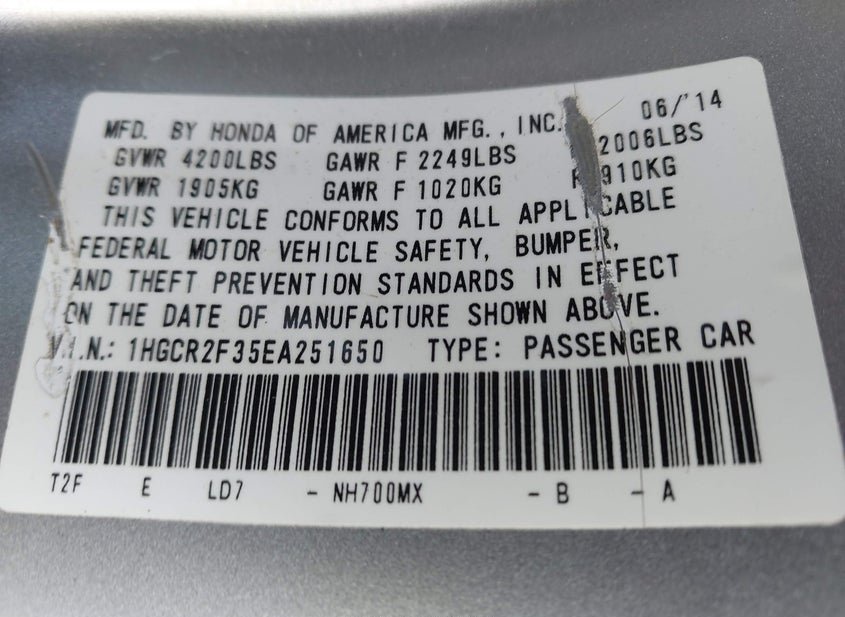 MFD. BY HONDA OF AMERICA MFG., INC. 06/'14
GVWR 4200LBS GAWR F 2249LBS 2006LBS
GVWR 1905KG GAWR F 1020KG R 910KG
THIS VEHICLE CONFORMS TO ALL APPLICABLE
FEDERAL MOTOR VEHICLE SAFETY, BUMPER,
AND THEFT PREVENTION STANDARDS IN EFFECT
ON THE DATE OF MANUFACTURE SHOWN ABOVE.
V.I.N.: 1HGCR2F35EA251650 TYPE: PASSENGER CAR
T2F E LD7 - NH700MX - B - A